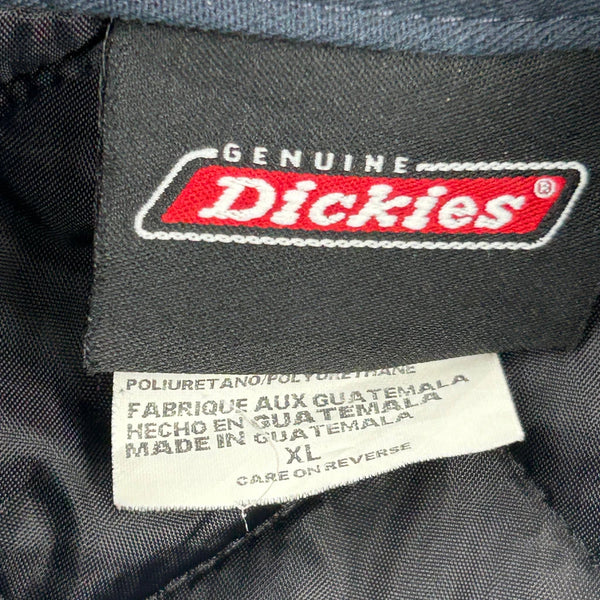 GENUINE
Dickies®
POLIURETANO/POLYURETHANE
FABRIQUE AUX GUATEMALA
HECHO EN GUATEMALA
MADE IN GUATEMALA
XL
CARE ON REVERSE